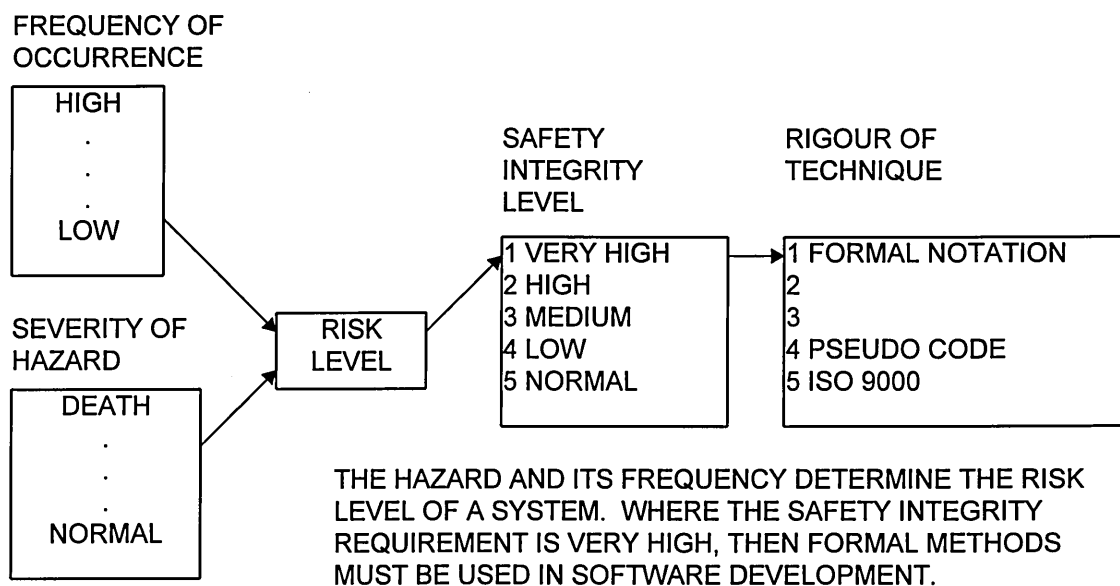 FREQUENCY OF
OCCURRENCE
HIGH
.
.
.
LOW
SEVERITY OF
HAZARD
DEATH
.
.
.
NORMAL
RISK
LEVEL
SAFETY
INTEGRITY
LEVEL
1 VERY HIGH
2 HIGH
3 MEDIUM
4 LOW
5 NORMAL
RIGOUR OF
TECHNIQUE
1 FORMAL NOTATION
2
3
4 PSEUDO CODE
5 ISO 9000
THE HAZARD AND ITS FREQUENCY DETERMINE THE RISK
LEVEL OF A SYSTEM. WHERE THE SAFETY INTEGRITY
REQUIREMENT IS VERY HIGH, THEN FORMAL METHODS
MUST BE USED IN SOFTWARE DEVELOPMENT.